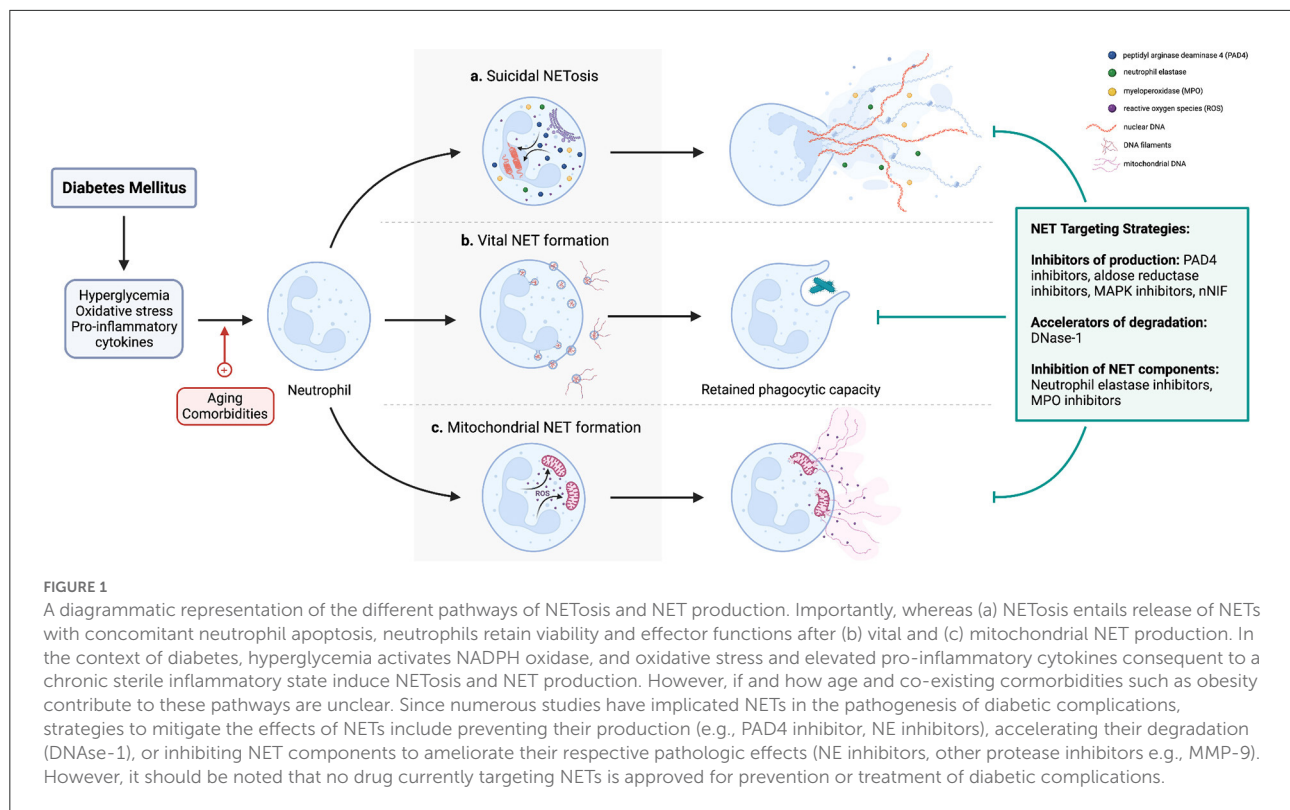 a. Suicidal NETosis
peptidyl arginase deaminase 4 (PAD4)
neutrophil elastase
myeloperoxidase (MPO)
reactive oxygen species (ROS)
nuclear DNA
DNA filaments
mitochondrial DNA
Diabetes Mellitus
Hyperglycemia
Oxidative stress
Pro-inflammatory
cytokines
Aging
Comorbidities
Neutrophil
b. Vital NET formation
Retained phagocytic capacity
c. Mitochondrial NET formation
ROS
NET Targeting Strategies:
Inhibitors of production: PAD4
inhibitors, aldose reductase
inhibitors, MAPK inhibitors, nNIF
Accelerators of degradation:
DNase-1
Inhibition of NET components:
Neutrophil elastase inhibitors,
MPO inhibitors
FIGURE 1
A diagrammatic representation of the different pathways of NETosis and NET production. Importantly, whereas (a) NETosis entails release of NETs
with concomitant neutrophil apoptosis, neutrophils retain viability and effector functions after (b) vital and (c) mitochondrial NET production. In
the context of diabetes, hyperglycemia activates NADPH oxidase, and oxidative stress and elevated pro-inflammatory cytokines consequent to a
chronic sterile inflammatory state induce NETosis and NET production. However, if and how age and co-existing cormorbidities such as obesity
contribute to these pathways are unclear. Since numerous studies have implicated NETs in the pathogenesis of diabetic complications,
strategies to mitigate the effects of NETs include preventing their production (e.g., PAD4 inhibitor, NE inhibitors), accelerating their degradation
(DNAse-1), or inhibiting NET components to ameliorate their respective pathologic effects (NE inhibitors, other protease inhibitors e.g., MMP-9).
However, it should be noted that no drug currently targeting NETs is approved for prevention or treatment of diabetic complications.